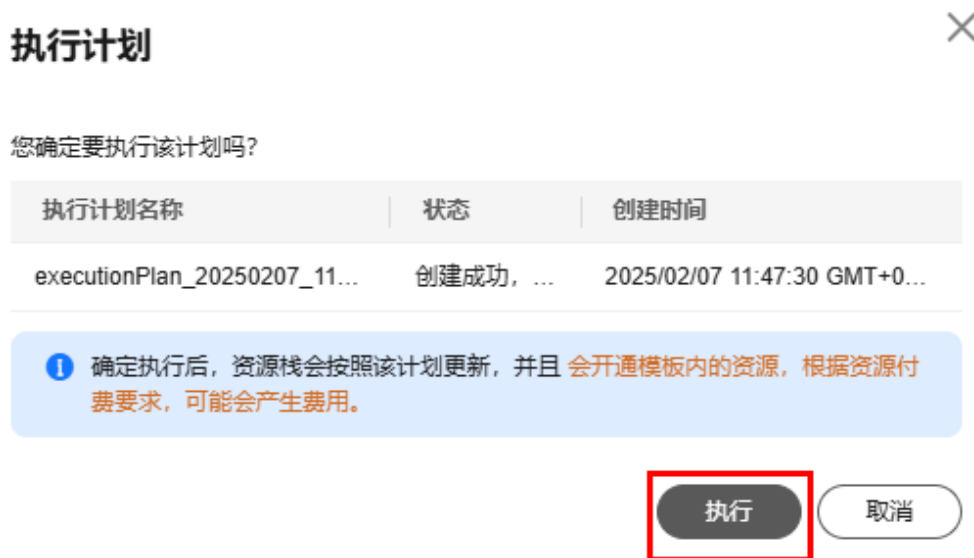 执行计划
您确定要执行该计划吗?
执行计划名称 状态 创建时间
executionPlan_20250207_11... 创建成功，... 2025/02/07 11:47:30 GMT+0...
确定执行后，资源栈会按照该计划更新，并且 会开通模板内的资源，根据资源付
费要求，可能会产生费用。
执行 取消